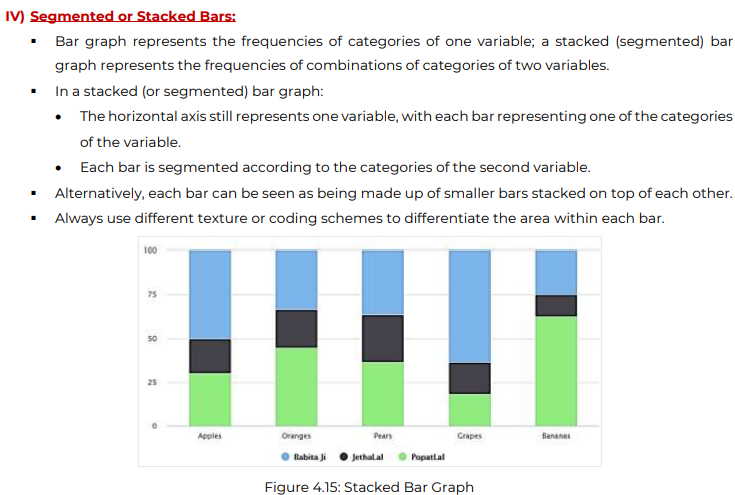 IV) Segmented or Stacked Bars:
▪ Bar graph represents the frequencies of categories of one variable; a stacked (segmented) bar
graph represents the frequencies of combinations of categories of two variables.
▪ In a stacked (or segmented) bar graph:
• The horizontal axis still represents one variable, with each bar representing one of the categories
of the variable.
• Each bar is segmented according to the categories of the second variable.
▪ Alternatively, each bar can be seen as being made up of smaller bars stacked on top of each other.
▪ Always use different texture or coding schemes to differentiate the area within each bar.
100
75
50
25
0
Apples Oranges Pears Grapes Bananas
Babita Ji JethaLal PopatLal
Figure 4.15: Stacked Bar Graph